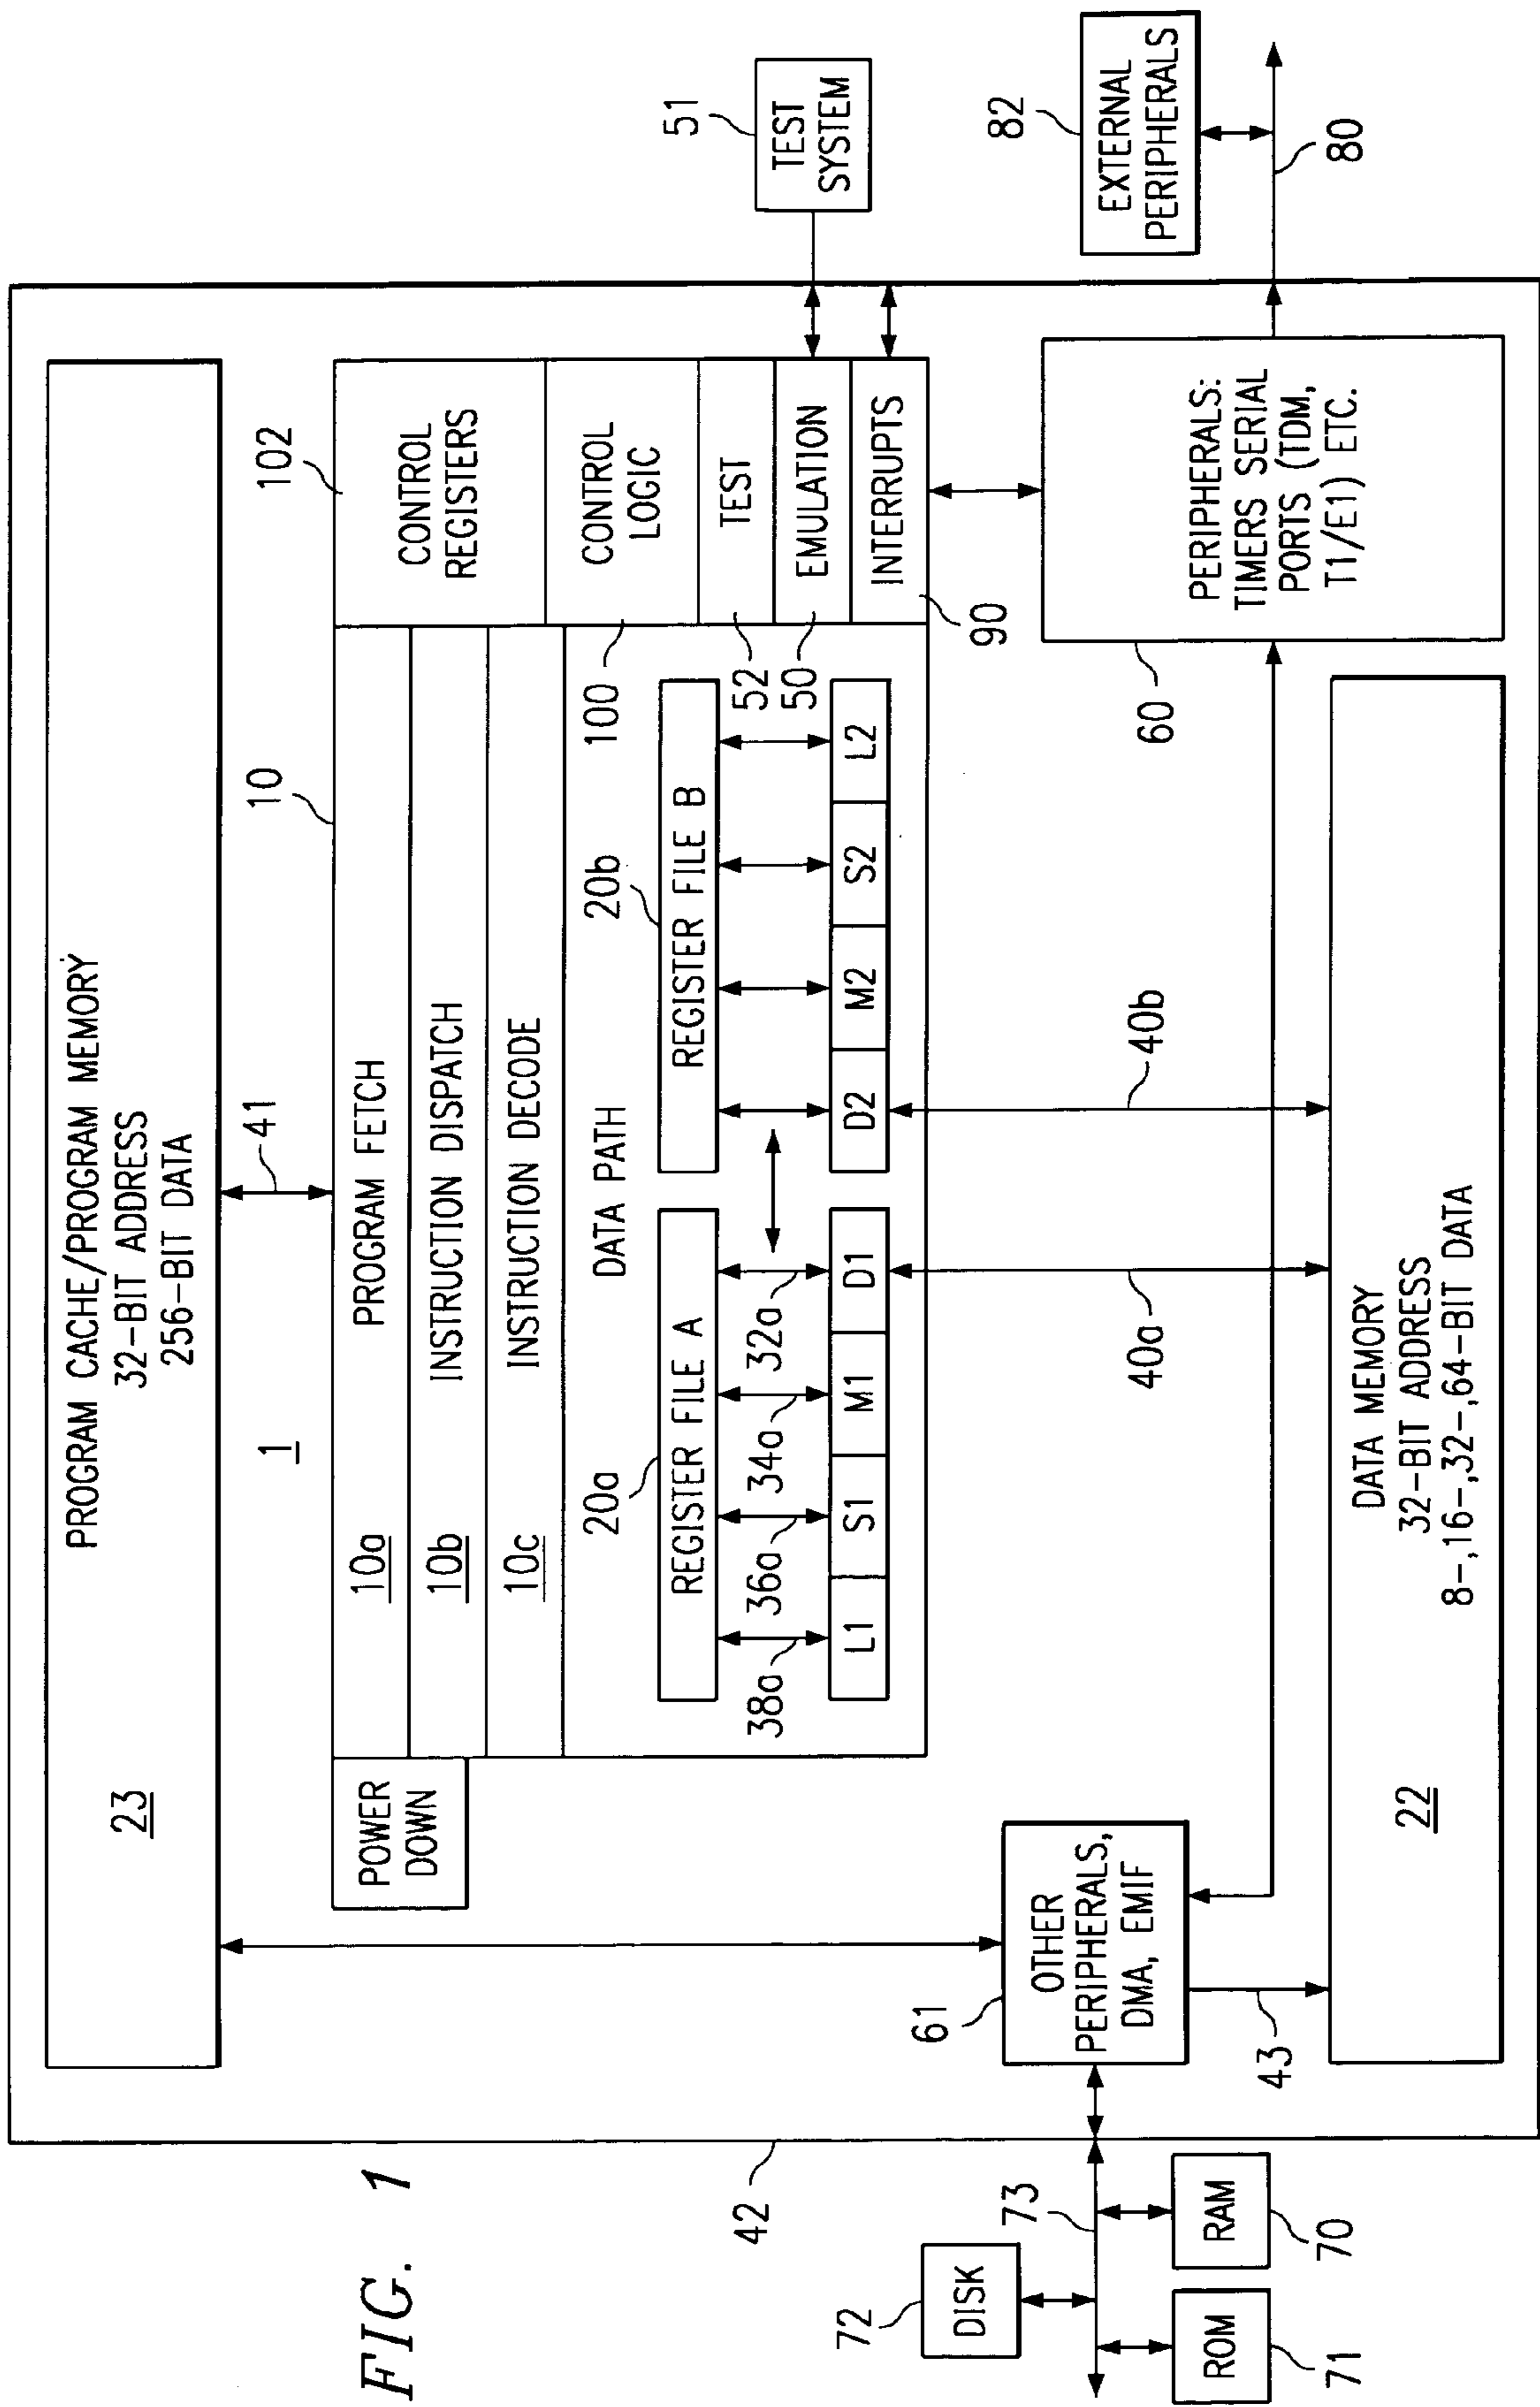 FIG. 1
PROGRAM CACHE/PROGRAM MEMORY
32-BIT ADDRESS
256-BIT DATA
23
1
41
10
102
POWER
DOWN
10a
PROGRAM FETCH
10b
INSTRUCTION DISPATCH
10c
INSTRUCTION DECODE
DATA PATH
CONTROL
REGISTERS
CONTROL
LOGIC
TEST
EMULATION
INTERRUPTS
100
52
50
90
20a
REGISTER FILE A
20b
REGISTER FILE B
38a
36a
34a
32a
L1
S1
M1
D1
D2
M2
S2
L2
51
TEST
SYSTEM
82
EXTERNAL
PERIPHERALS
80
42
61
OTHER
PERIPHERALS,
DMA, EMIF
43
40a
40b
60
PERIPHERALS:
TIMERS SERIAL
PORTS (TDM,
T1/E1) ETC.
72
DISK
73
ROM
71
RAM
70
22
DATA MEMORY
32-BIT ADDRESS
8-,16-,32-,64-BIT DATA